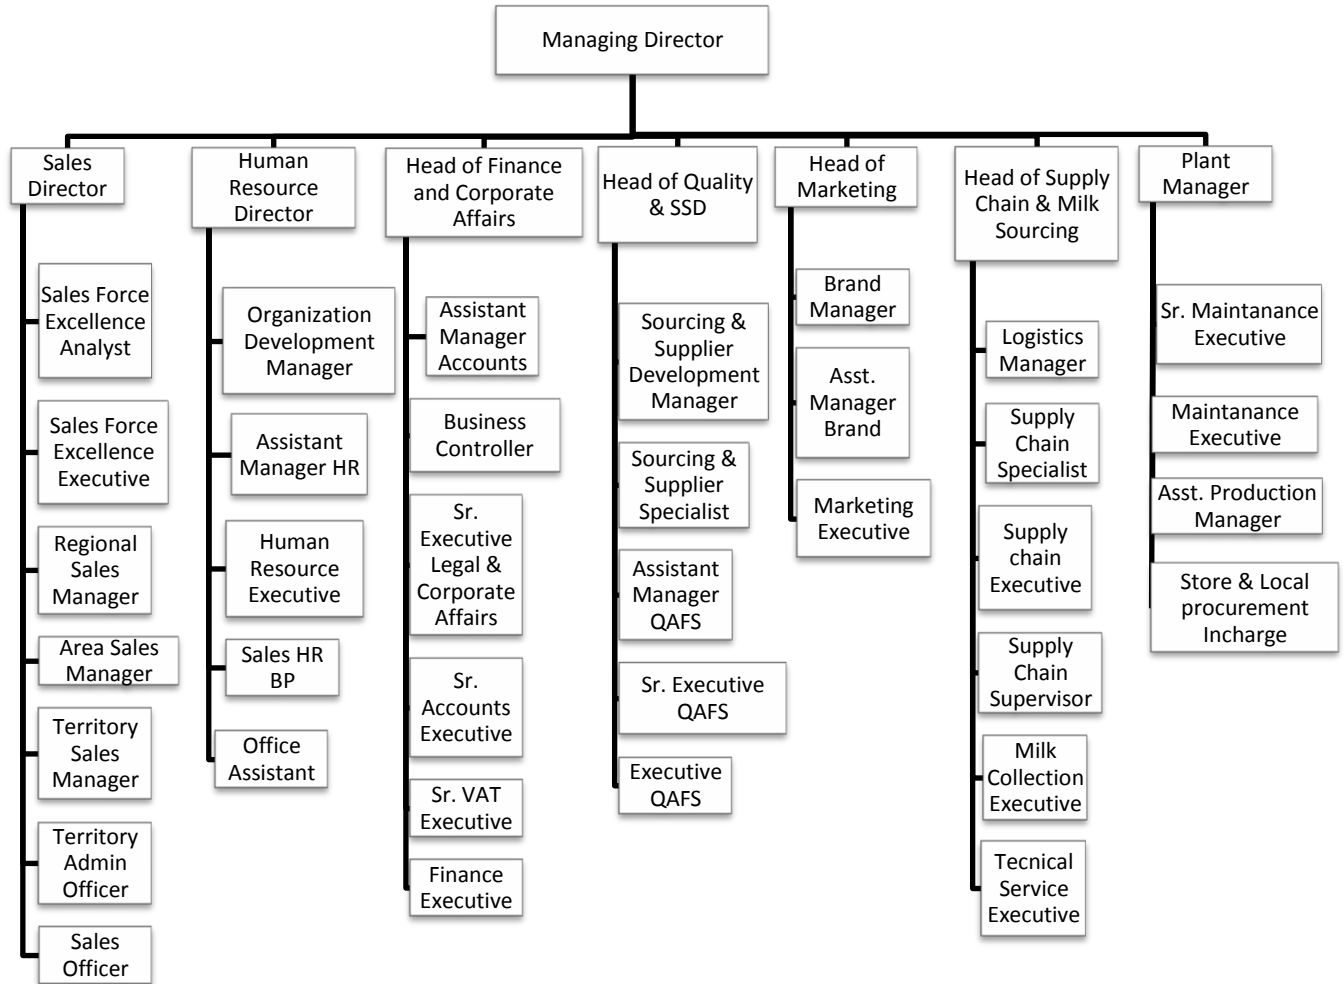 Managing Director
Sales
Director
Human
Resource
Director
Head of Finance
and Corporate
Affairs
Head of Quality
& SSD
Head of
Marketing
Head of Supply
Chain & Milk
Sourcing
Plant
Manager
Sales Force
Excellence
Analyst
Sales Force
Excellence
Executive
Regional
Sales
Manager
Area Sales
Manager
Territory
Sales
Manager
Territory
Admin
Officer
Sales
Officer
Organization
Development
Manager
Assistant
Manager HR
Human
Resource
Executive
Sales HR
BP
Office
Assistant
Assistant
Manager
Accounts
Business
Controller
Sr.
Executive
Legal &
Corporate
Affairs
Sr.
Accounts
Executive
Sr. VAT
Executive
Finance
Executive
Sourcing &
Supplier
Development
Manager
Sourcing &
Supplier
Specialist
Assistant
Manager
QAFS
Sr. Executive
QAFS
Executive
QAFS
Brand
Manager
Asst.
Manager
Brand
Marketing
Executive
Logistics
Manager
Supply
Chain
Specialist
Supply
chain
Executive
Supply
Chain
Supervisor
Milk
Collection
Executive
Tecnical
Service
Executive
Sr. Maintanance
Executive
Maintanance
Executive
Asst. Production
Manager
Store & Local
procurement
Incharge